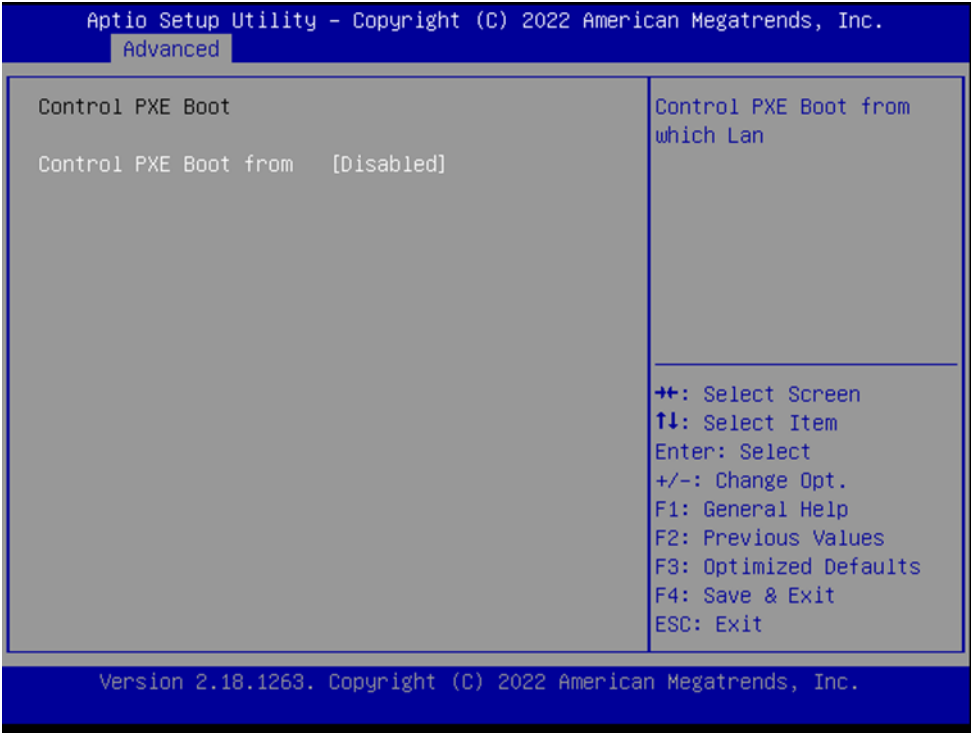 Aptio Setup Utility – Copyright (C) 2022 American Megatrends, Inc.
Advanced
Control PXE Boot
Control PXE Boot from [Disabled]
Control PXE Boot from
which Lan
→←: Select Screen
↑↓: Select Item
Enter: Select
+/-: Change Opt.
F1: General Help
F2: Previous Values
F3: Optimized Defaults
F4: Save & Exit
ESC: Exit
Version 2.18.1263. Copyright (C) 2022 American Megatrends, Inc.